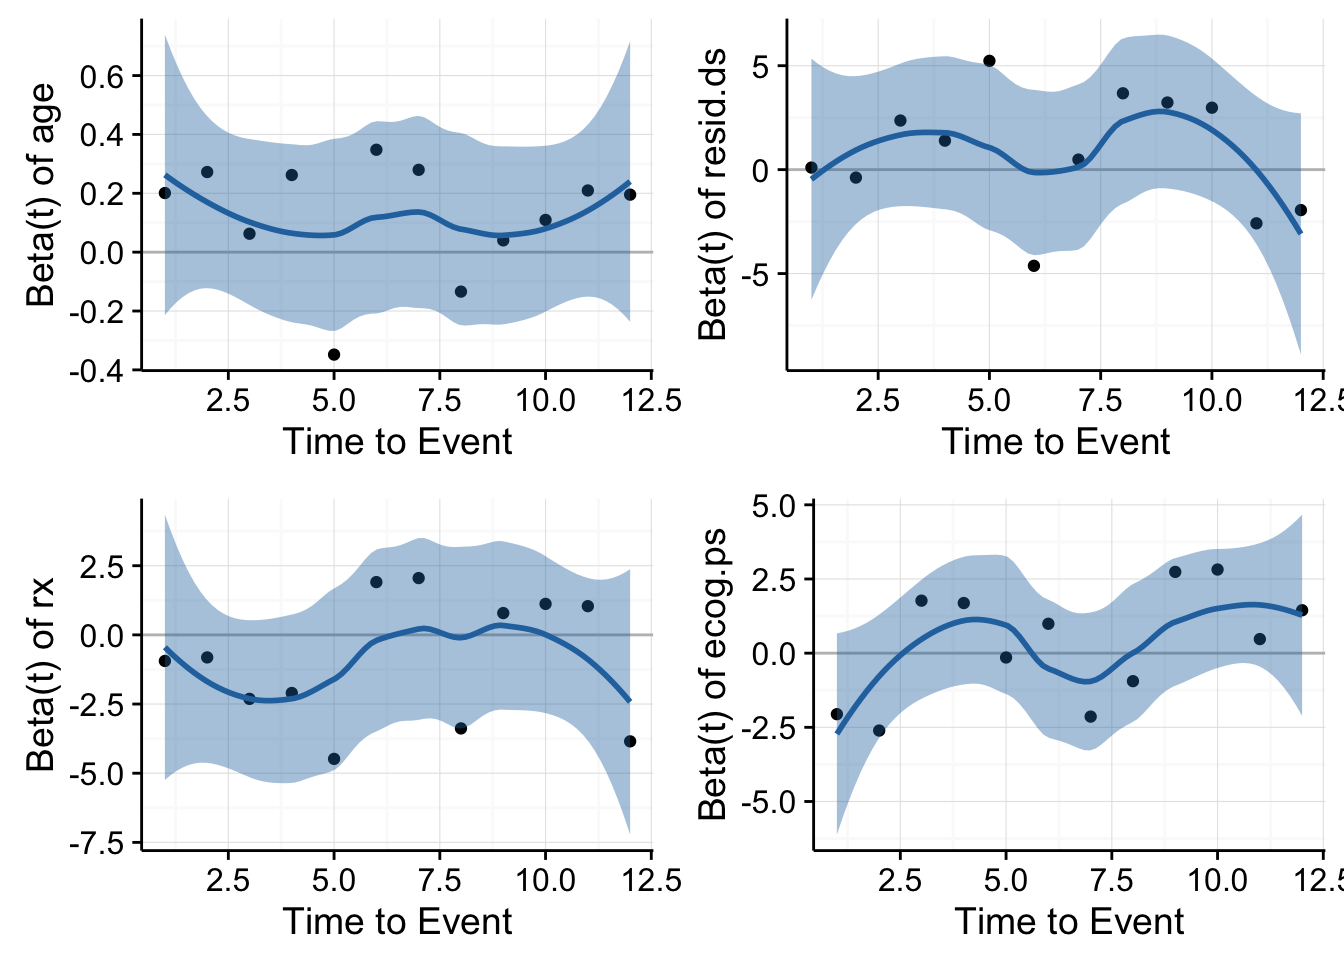 Beta(t) of age
0.6
0.4
0.2
0.0
-0.2
-0.4
2.5 5.0 7.5 10.0 12.5
Time to Event
Beta(t) of resid.ds
5
0
-5
2.5 5.0 7.5 10.0 12.5
Time to Event
Beta(t) of rx
2.5
0.0
-2.5
-5.0
-7.5
2.5 5.0 7.5 10.0 12.5
Time to Event
Beta(t) of ecog.ps
5.0
2.5
0.0
-2.5
-5.0
2.5 5.0 7.5 10.0 12.5
Time to Event